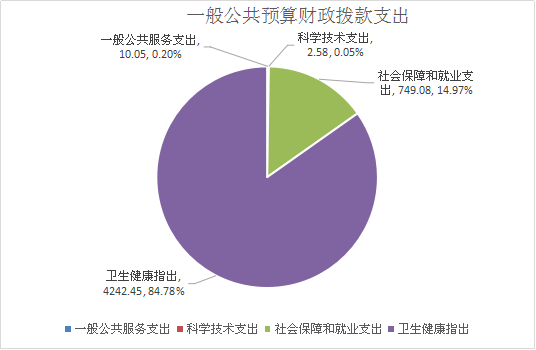 一般公共预算财政拨款支出
一般公共服务支出,
10.05, 0.20%
科学技术支出,
2.58, 0.05%
社会保障和就业支
出, 749.08, 14.97%
卫生健康指出,
4242.45, 84.78%
一般公共服务支出 科学技术支出 社会保障和就业支出 卫生健康指出